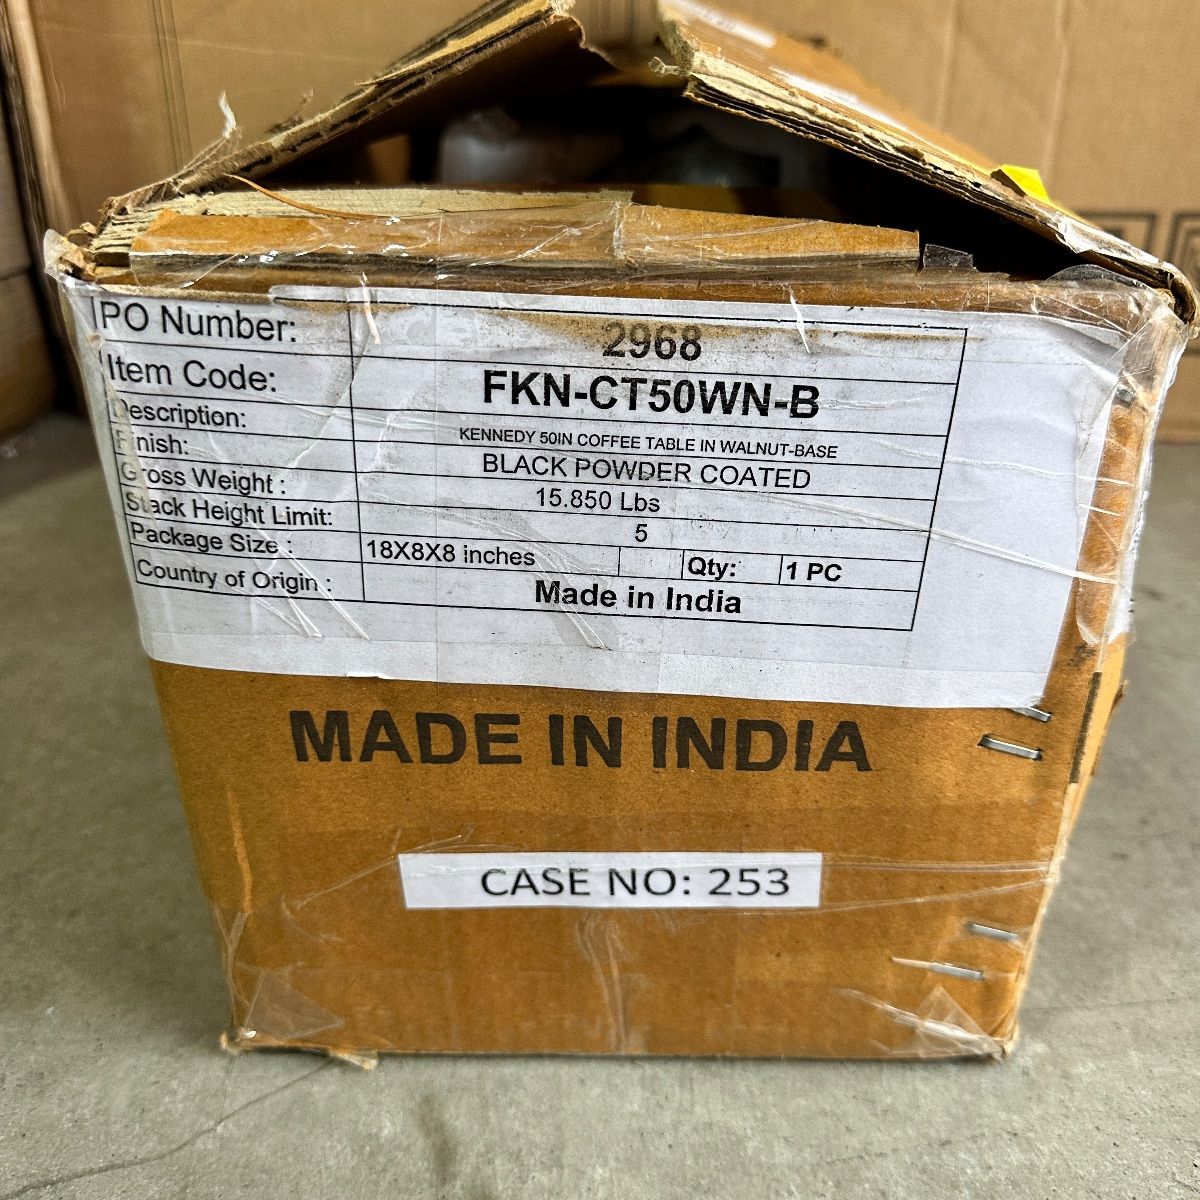 PO Number: 2968
Item Code: FKN-CT50WN-B
Description: KENNEDY 50IN COFFEE TABLE IN WALNUT-BASE
Finish: BLACK POWDER COATED
Gross Weight : 15.850 Lbs
Stack Height Limit: 5
Package Size : 18X8X8 inches Qty: 1 PC
Country of Origin : Made in India
MADE IN INDIA
CASE NO: 253